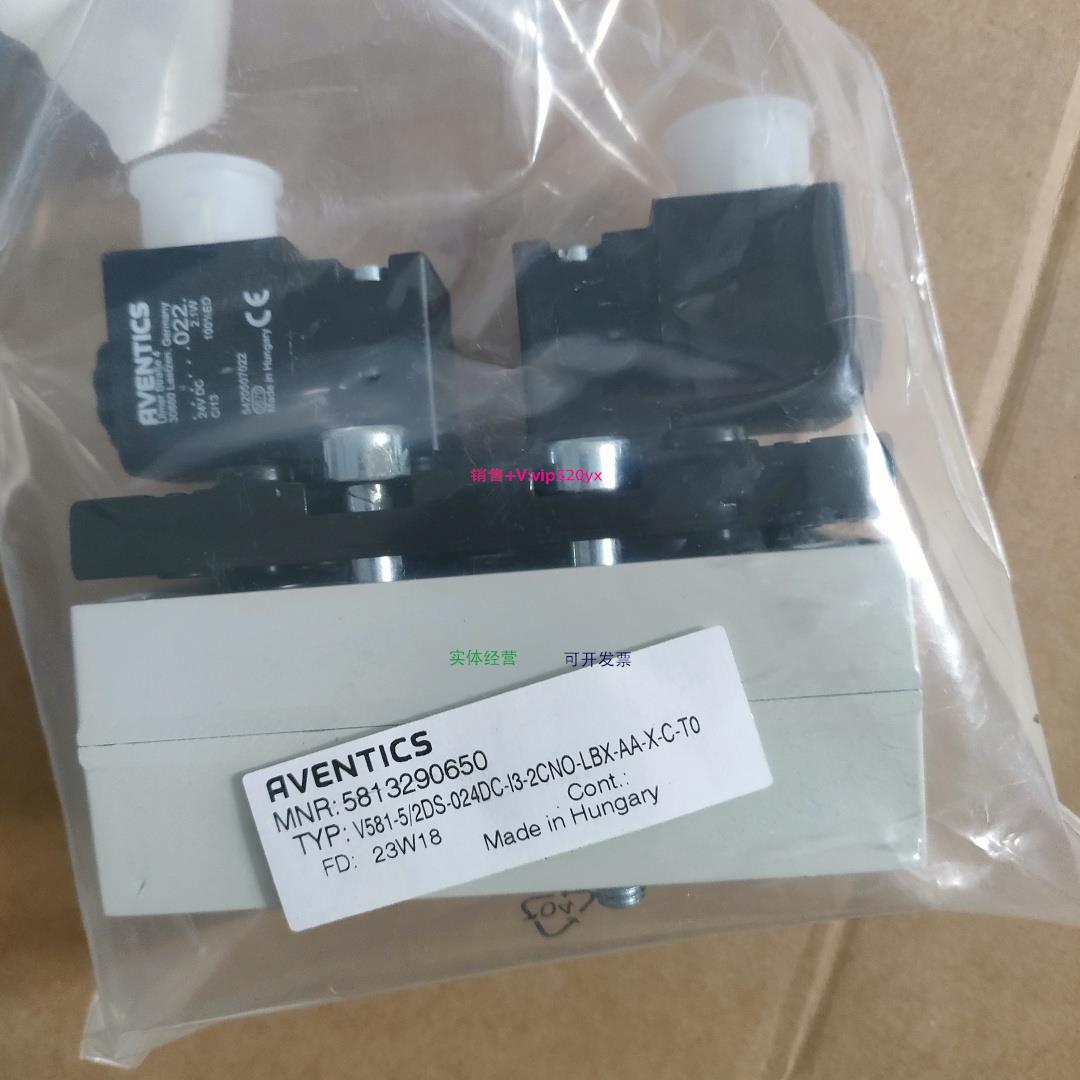 AVENTICS
Ulmer Straße 4
30880 Laatzen, Germany
022.
24V DC 2.1W
CI13 100%ED
5420507022
Made in Hungary CE
销售+V:vip520yx
实体经营 可开发票
AVENTICS
MNR: 5813290650
TYP: V581-5/2DS-024DC-I3-2CNO-LBX-AA-X-C-T0
FD: 23W18 Cont.:
Made in Hungary